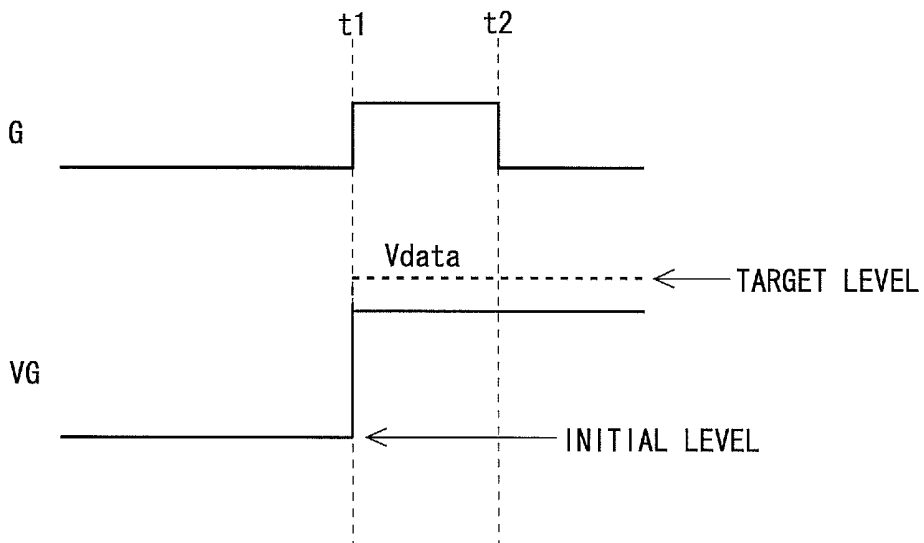 t1 t2
G
Vdata
TARGET LEVEL
VG
INITIAL LEVEL